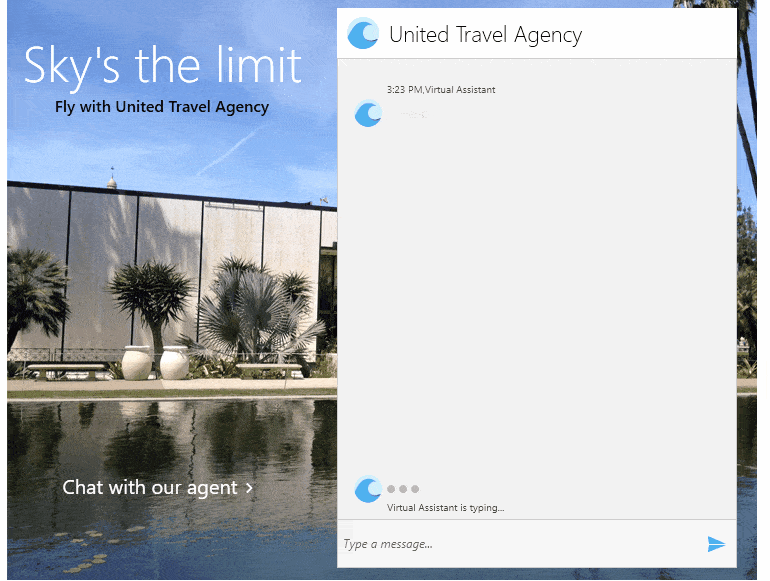 Sky's the limit
Fly with United Travel Agency
Chat with our agent >
United Travel Agency
3:23 PM,Virtual Assistant
Virtual Assistant is typing...
Type a message...